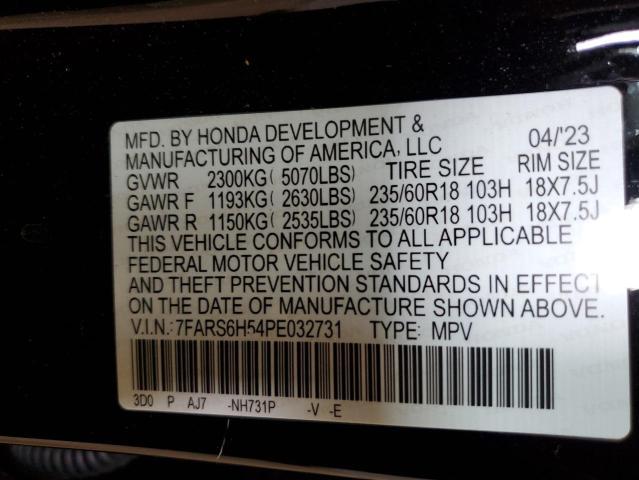 MFD. BY HONDA DEVELOPMENT & 04/'23
MANUFACTURING OF AMERICA, LLC
GVWR 2300KG(5070LBS) TIRE SIZE RIM SIZE
GAWR F 1193KG(2630LBS) 235/60R18 103H 18X7.5J
GAWR R 1150KG(2535LBS) 235/60R18 103H 18X7.5J
THIS VEHICLE CONFORMS TO ALL APPLICABLE
FEDERAL MOTOR VEHICLE SAFETY
AND THEFT PREVENTION STANDARDS IN EFFECT
ON THE DATE OF MANUFACTURE SHOWN ABOVE.
V.I.N.:7FARS6H54PE032731 TYPE: MPV
3D0 P AJ7 -NH731P -V -E